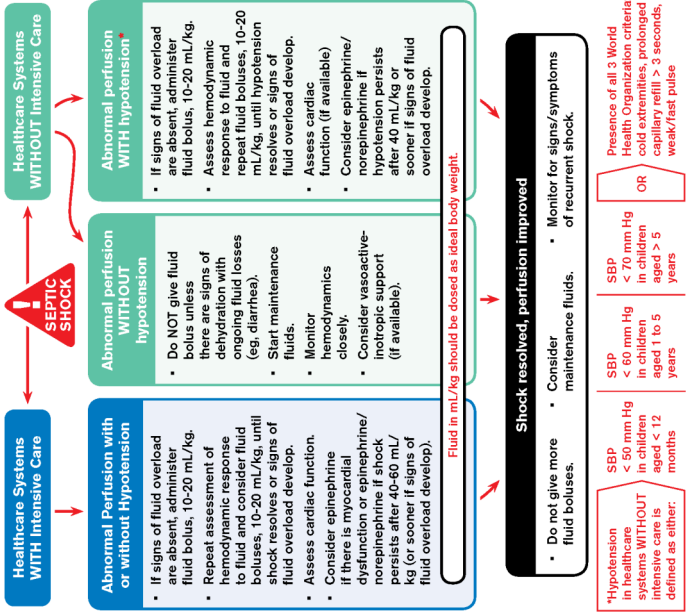 Healthcare Systems
WITH Intensive Care
SEPTIC
SHOCK
Healthcare Systems
WITHOUT Intensive Care
Abnormal Perfusion with
or without Hypotension
▪ If signs of fluid overload
are absent, administer
fluid bolus, 10-20 mL/kg.
▪ Repeat assessment of
hemodynamic response
to fluid and consider fluid
boluses, 10-20 mL/kg, until
shock resolves or signs of
fluid overload develop.
▪ Assess cardiac function.
▪ Consider epinephrine
if there is myocardial
dysfunction or epinephrine/
norepinephrine if shock
persists after 40-60 mL/
kg (or sooner if signs of
fluid overload develop).
Abnormal perfusion
WITHOUT
hypotension
▪ Do NOT give fluid
bolus unless
there are signs of
dehydration with
ongoing fluid losses
(eg, diarrhea).
▪ Start maintenance
fluids.
▪ Monitor
hemodynamics
closely.
▪ Consider vasoactive-
inotropic support
(if available).
Abnormal perfusion
WITH hypotension*
▪ If signs of fluid overload
are absent, administer
fluid bolus, 10-20 mL/kg.
▪ Assess hemodynamic
response to fluid and
repeat fluid boluses, 10-20
mL/kg, until hypotension
resolves or signs of
fluid overload develop.
▪ Assess cardiac
function (if available)
▪ Consider epinephrine/
norepinephrine if
hypotension persists
after 40 mL/kg or
sooner if signs of fluid
overload develop.
Fluid in mL/kg should be dosed as ideal body weight.
Shock resolved, perfusion improved
▪ Do not give more
fluid boluses.
▪ Consider
maintenance fluids.
▪ Monitor for signs/symptoms
of recurrent shock.
*Hypotension
in healthcare
systems WITHOUT
intensive care is
defined as either:
SBP
< 50 mm Hg
in children
aged < 12
months
SBP
< 60 mm Hg
in children
aged 1 to 5
years
SBP
< 70 mm Hg
in children
aged > 5
years
OR
Presence of all 3 World
Health Organization criteria:
cold extremities, prolonged
capillary refill > 3 seconds,
weak/fast pulse